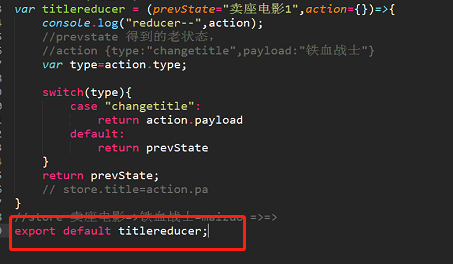 var titlereducer = (prevState="卖座电影1",action={})=>{
console.log("reducer--",action);
//prevstate 得到的老状态,
//action {type:"changetitle",payload:"铁血战士"}
var type=action.type;
switch(type){
case "changetitle":
return action.payload
default:
return prevState
}
return prevState;
// store.title=action.pa
}
//store 卖座电影=>铁血战士=maizuo =>=>
export default titlereducer;